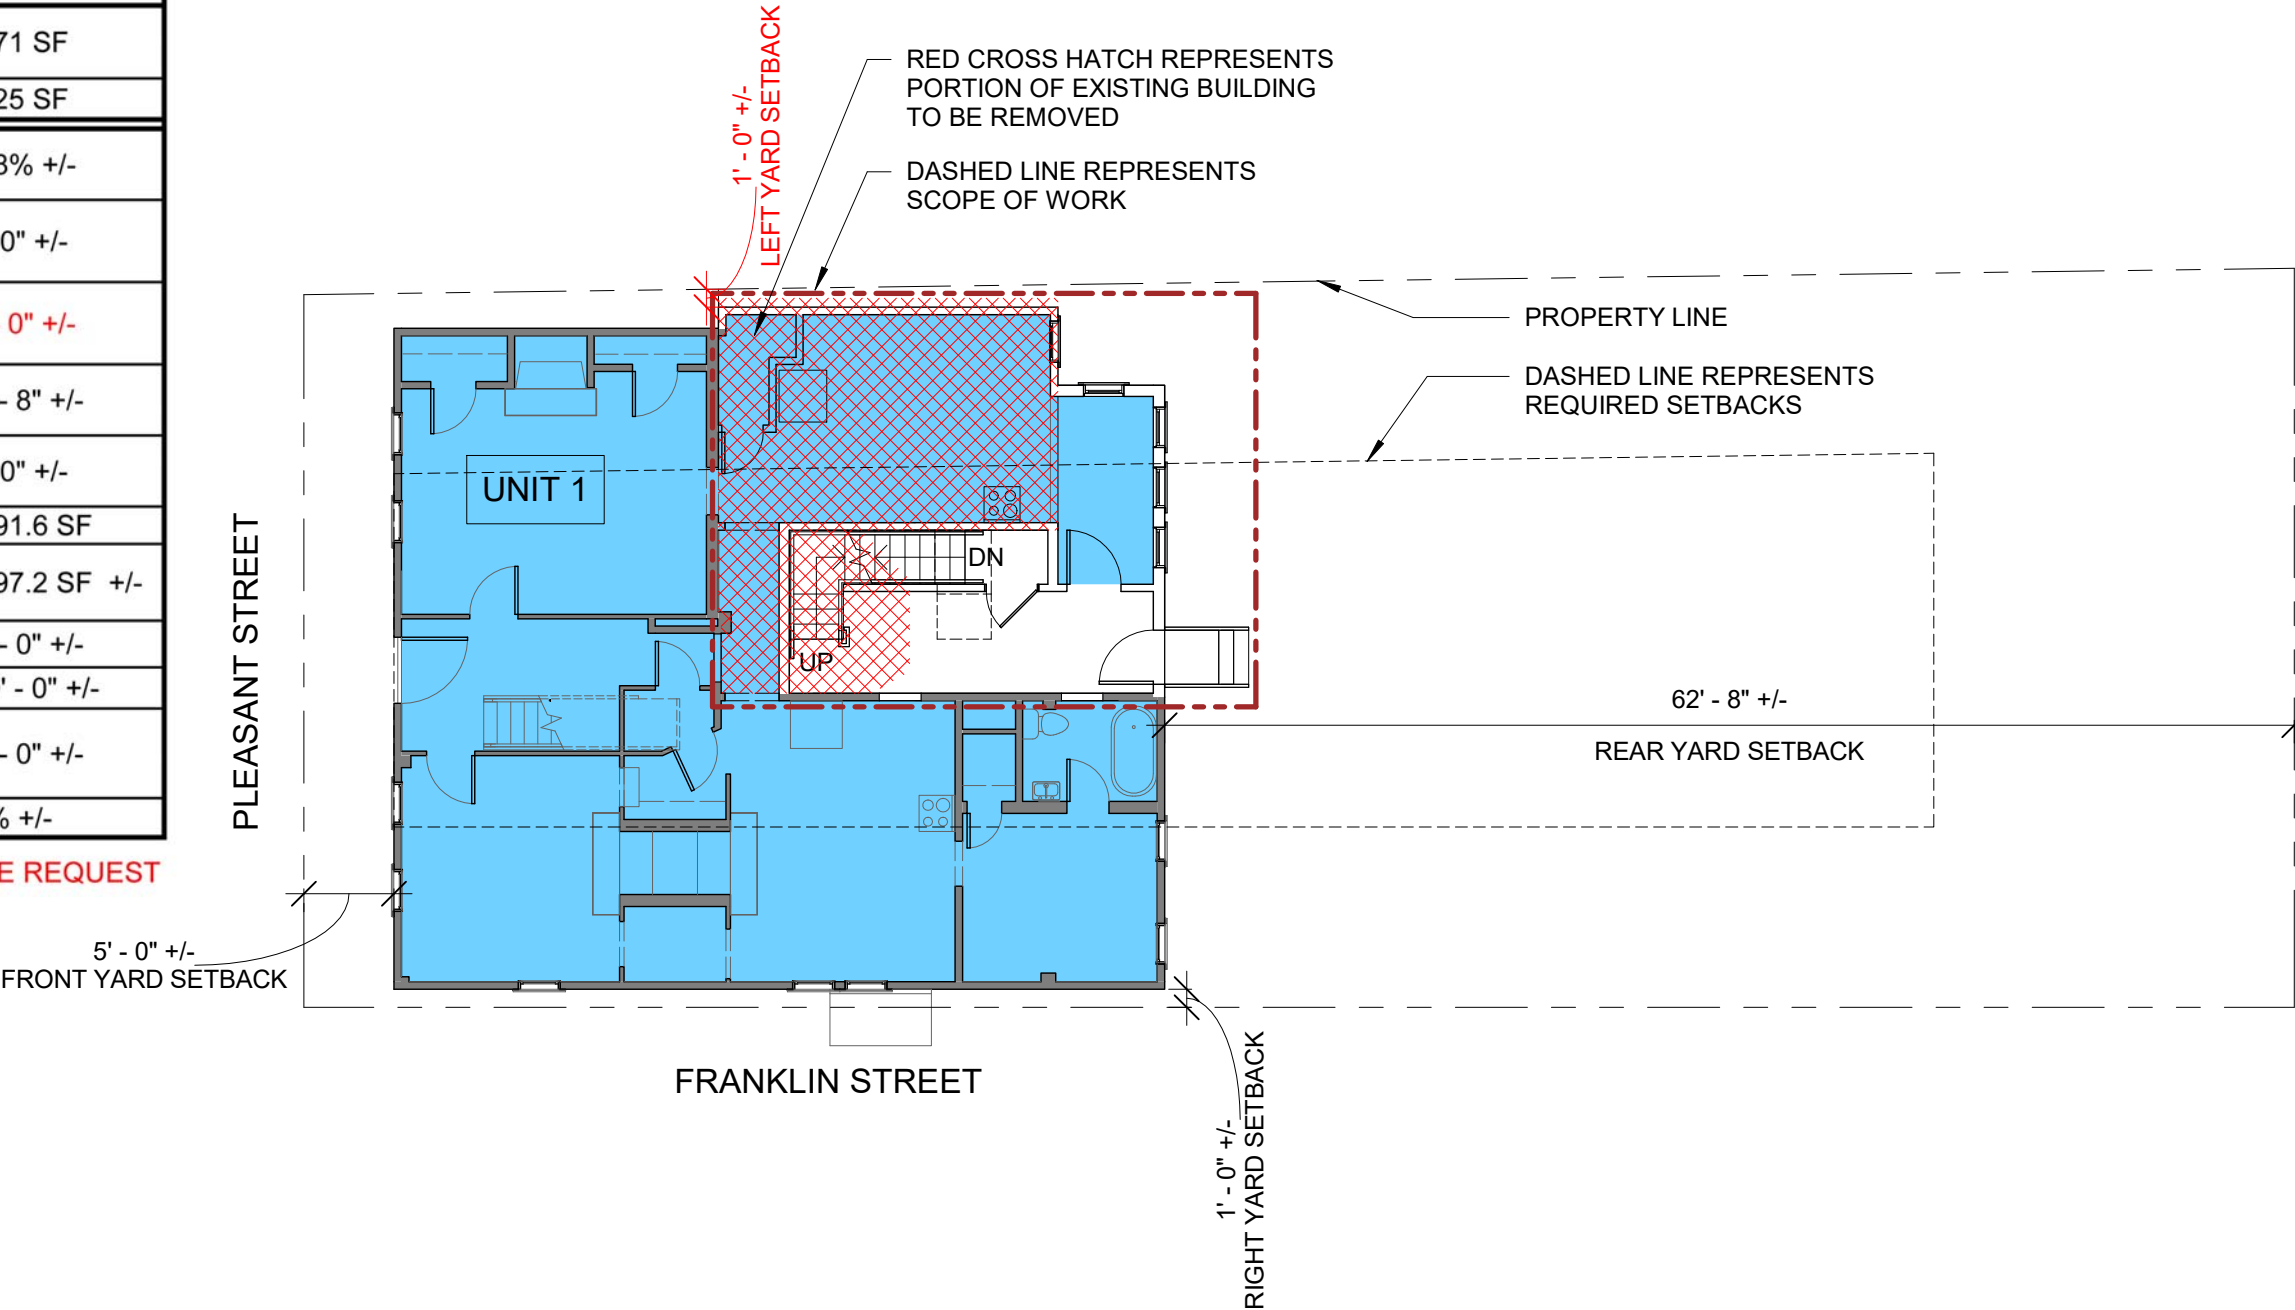 71 SF
25 SF
3% +/-
0" +/-
0" +/-
- 8" +/-
0" +/-
91.6 SF
97.2 SF +/-
- 0" +/-
' - 0" +/-
- 0" +/-
% +/-
E REQUEST
1' - 0" +/-
LEFT YARD SETBACK
RED CROSS HATCH REPRESENTS
PORTION OF EXISTING BUILDING
TO BE REMOVED
DASHED LINE REPRESENTS
SCOPE OF WORK
PROPERTY LINE
DASHED LINE REPRESENTS
REQUIRED SETBACKS
UNIT 1
DN
UP
PLEASANT STREET
62' - 8" +/-
REAR YARD SETBACK
5' - 0" +/-
FRONT YARD SETBACK
FRANKLIN STREET
1' - 0" +/-
RIGHT YARD SETBACK